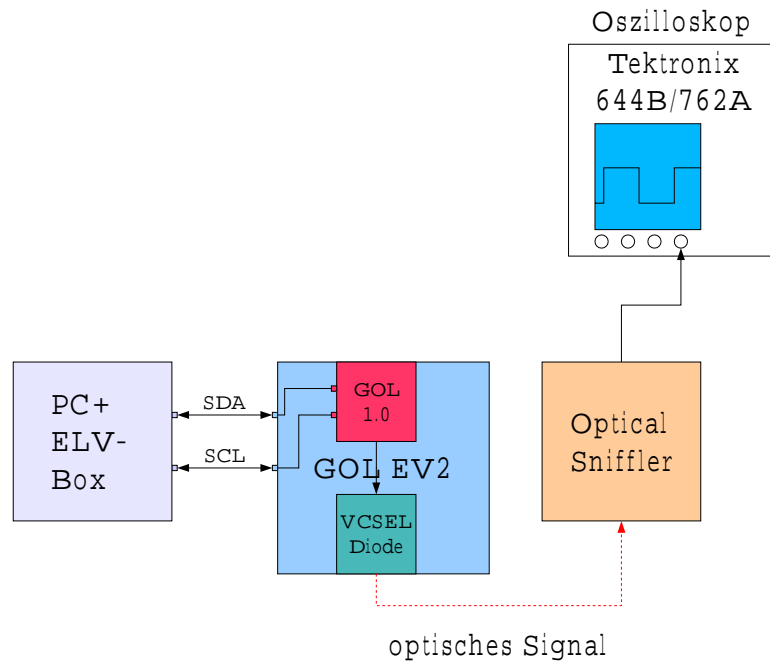 Oszilloskop
Tektronix
644B/762A
PC+
ELV-
Box
SDA
SCL
GOL
1.0
GOL EV2
VCSEL
Diode
Optical
Sniffler
optisches Signal